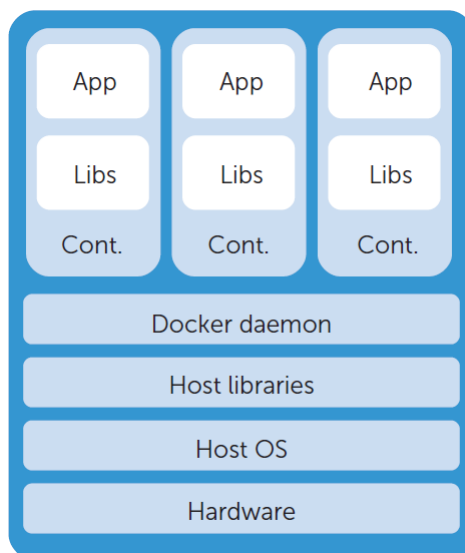 App App App
Libs Libs Libs
Cont. Cont. Cont.
Docker daemon
Host libraries
Host OS
Hardware